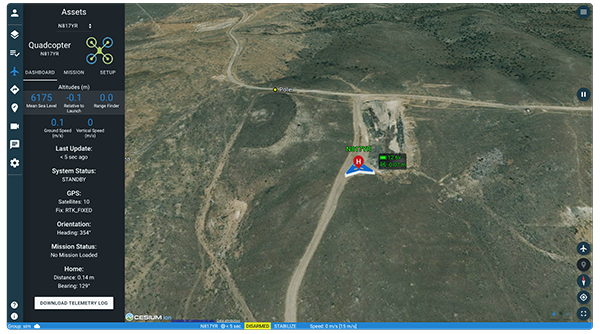 Assets
N817YR
Quadcopter
N817YR
DASHBOARD MISSION SETUP
Altitudes (m)
6175 -0.1 0.0
Mean Sea Level Relative to Launch Range Finder
0.1 0
Ground Speed (m/s) Vertical Speed (m/s)
Last Update:
< 5 sec ago
System Status:
STANDBY
GPS:
Satellites: 10
Fix: RTK_FIXED
Orientation:
Heading: 354°
Mission Status:
No Mission Loaded
Home:
Distance: 0.14 m
Bearing: 129°
DOWNLOAD TELEMETRY LOG
N817YR
H
CESIUM ion
Group: sim N817YR < 5 sec DISARMED STABILIZE Speed: 0 m/s [15 m/s]